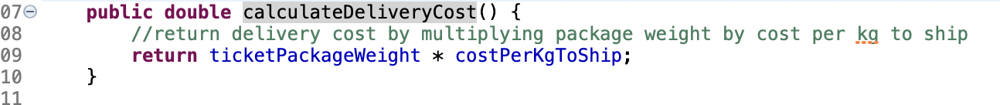 07 public double calculateDeliveryCost() {
08 //return delivery cost by multiplying package weight by cost per kg to ship
09 return ticketPackageWeight * costPerKgToShip;
10 }
11